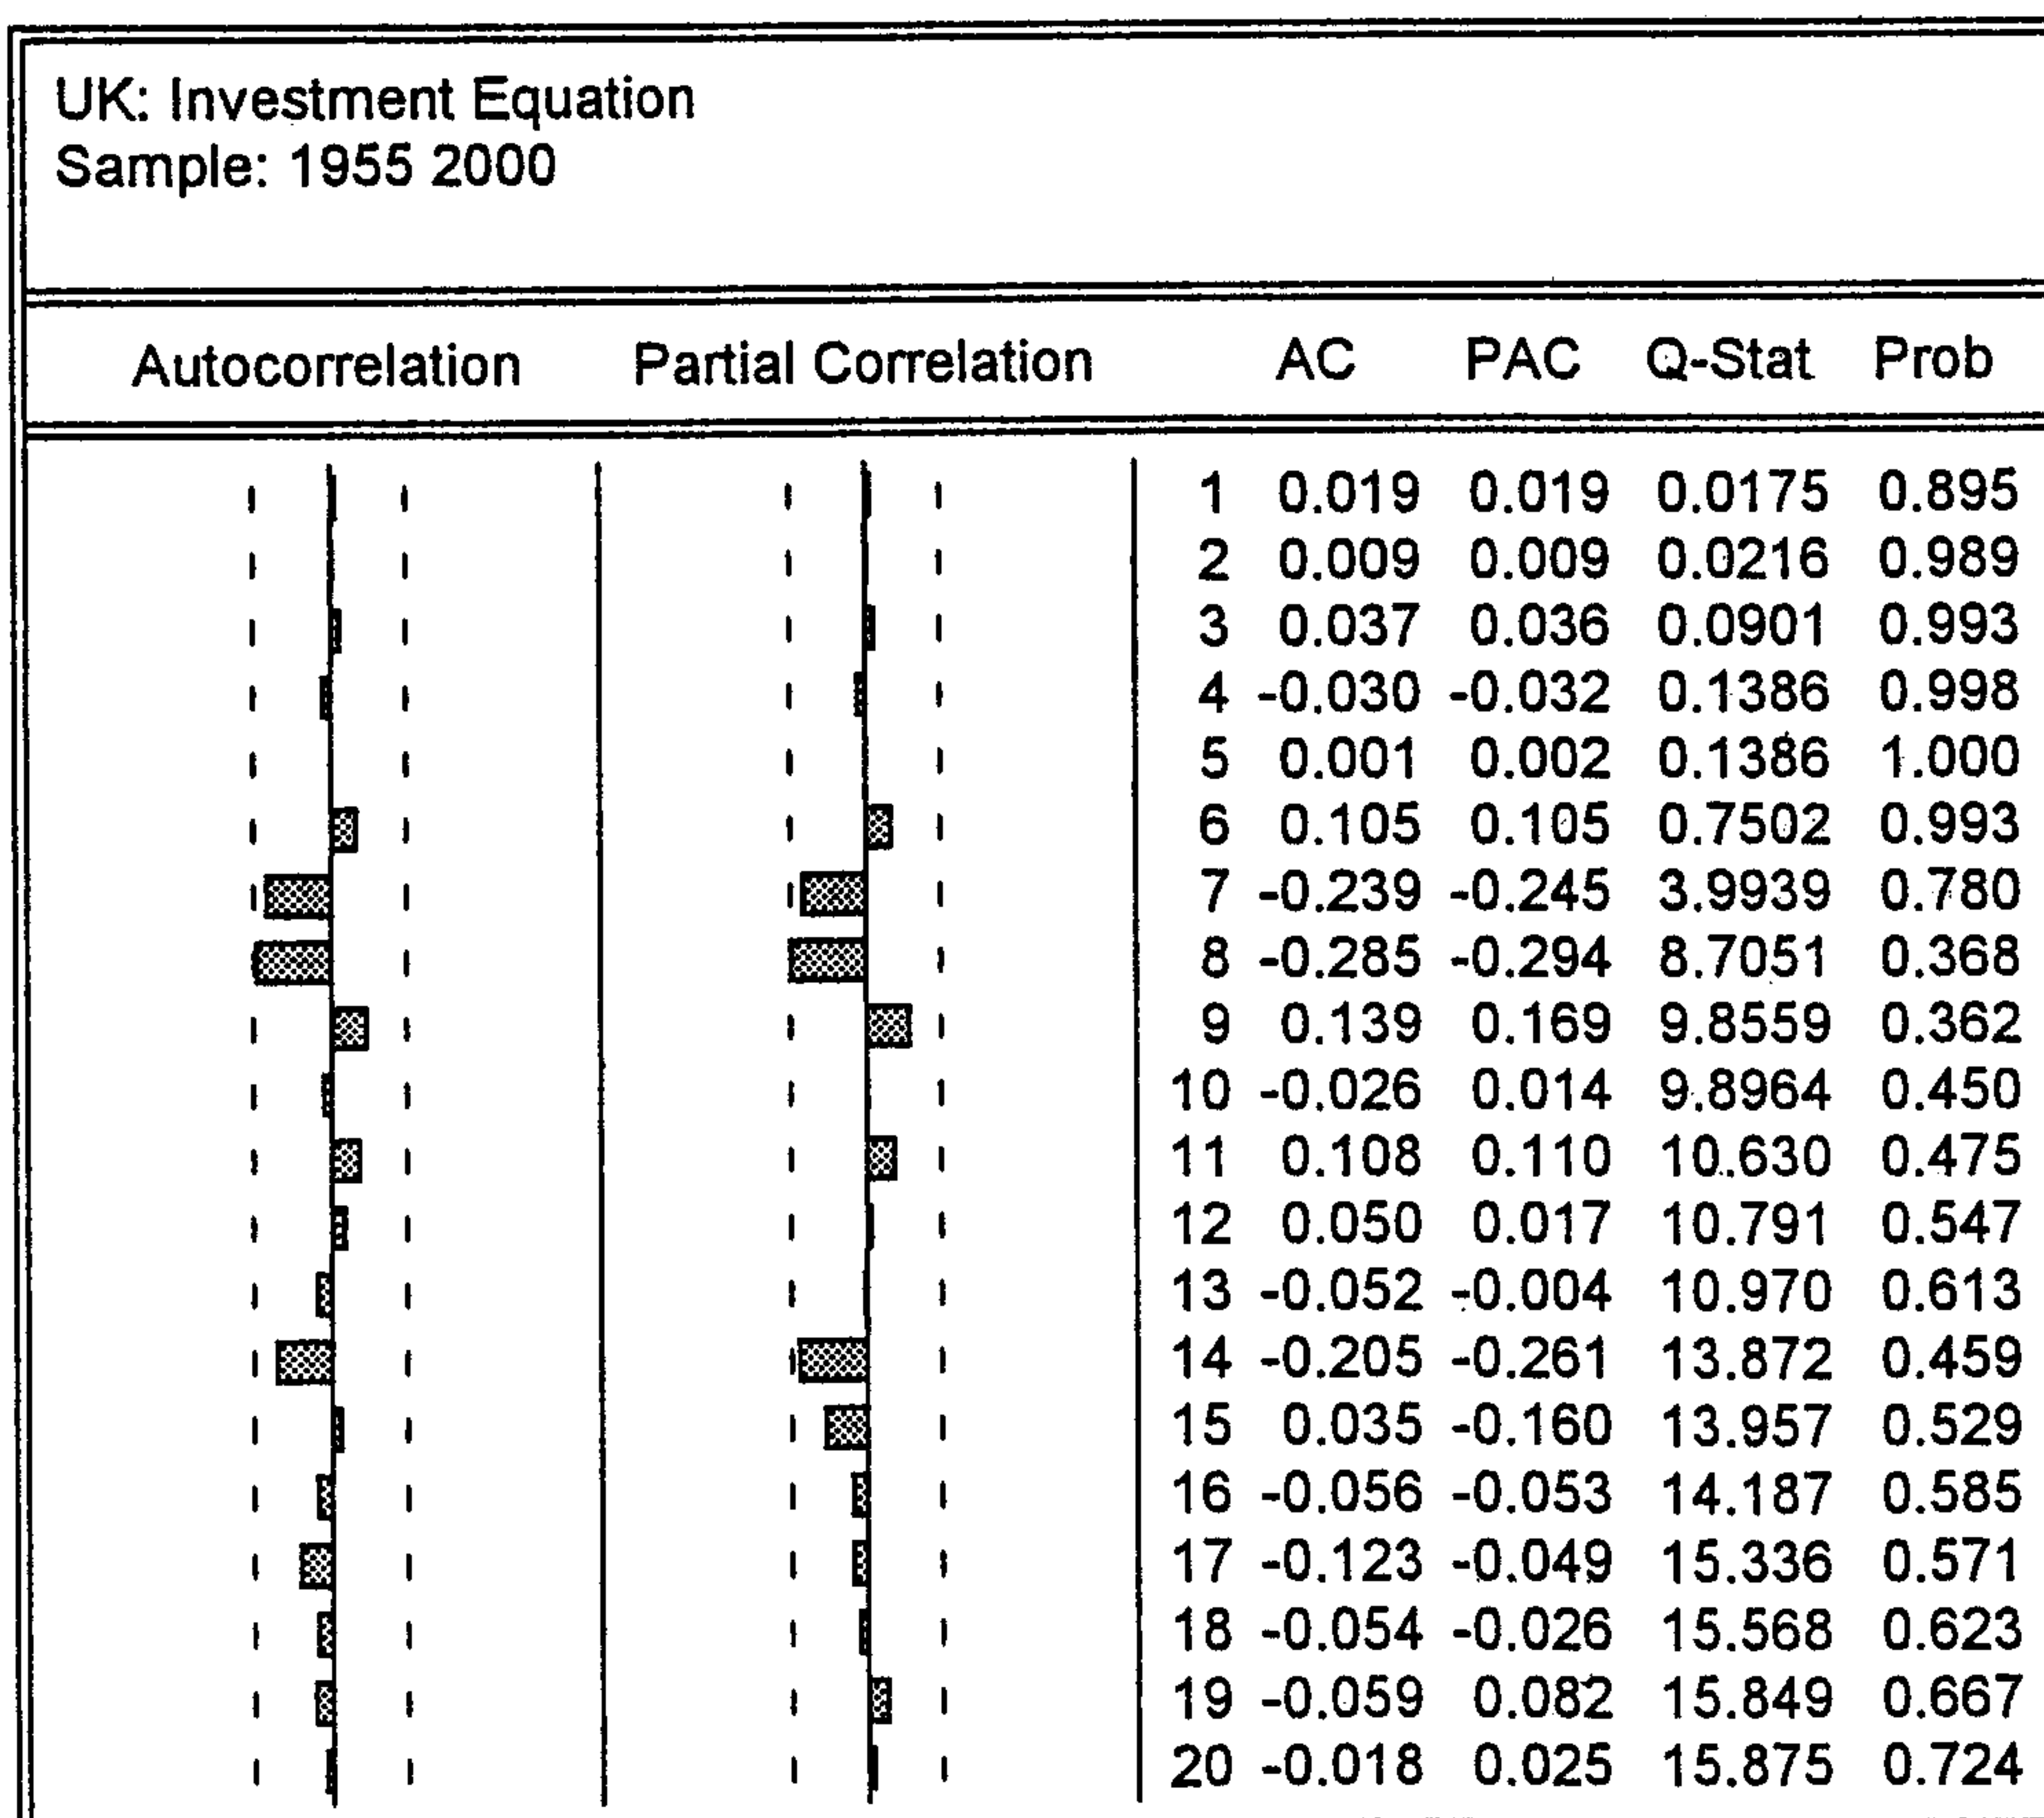 UK: Investment Equation
Sample: 1955 2000
Autocorrelation Partial Correlation AC PAC Q-Stat Prob
1 0.019 0.019 0.0175 0.895
2 0.009 0.009 0.0216 0.989
3 0.037 0.036 0.0901 0.993
4 -0.030 -0.032 0.1386 0.998
5 0.001 0.002 0.1386 1.000
6 0.105 0.105 0.7502 0.993
7 -0.239 -0.245 3.9939 0.780
8 -0.285 -0.294 8.7051 0.368
9 0.139 0.169 9.8559 0.362
10 -0.026 0.014 9.8964 0.450
11 0.108 0.110 10.630 0.475
12 0.050 0.017 10.791 0.547
13 -0.052 -0.004 10.970 0.613
14 -0.205 -0.261 13.872 0.459
15 0.035 -0.160 13.957 0.529
16 -0.056 -0.053 14.187 0.585
17 -0.123 -0.049 15.336 0.571
18 -0.054 -0.026 15.568 0.623
19 -0.059 0.082 15.849 0.667
20 -0.018 0.025 15.875 0.724